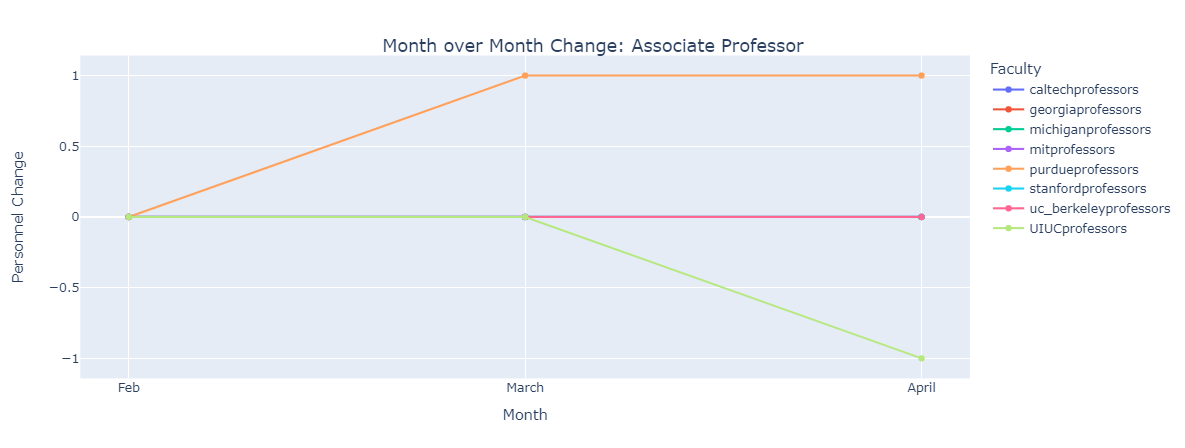 Month over Month Change: Associate Professor
Faculty
caltechprofessors
georgiaprofessors
michiganprofessors
mitprofessors
purdueprofessors
stanfordprofessors
uc_berkeleyprofessors
UIUCprofessors
Personnel Change
1
0.5
0
−0.5
−1
Feb
March
April
Month